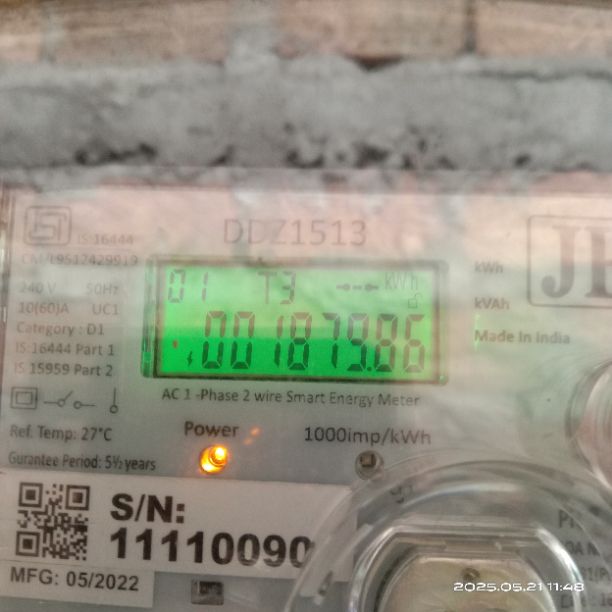 IS:16444
DDZ1513
240 V 50Hz
10(60)A UC1
Category : D1
IS:16444 Part 1
IS 15959 Part 2
01 T3 kWh
001879.86
kWh
kVAh
Made In India
AC 1 -Phase 2 wire Smart Energy Meter
Ref. Temp: 27°C
Power
1000imp/kWh
Gurantee Period: 5½ years
S/N:
11110090
MFG: 05/2022
2025.05.21 11:48